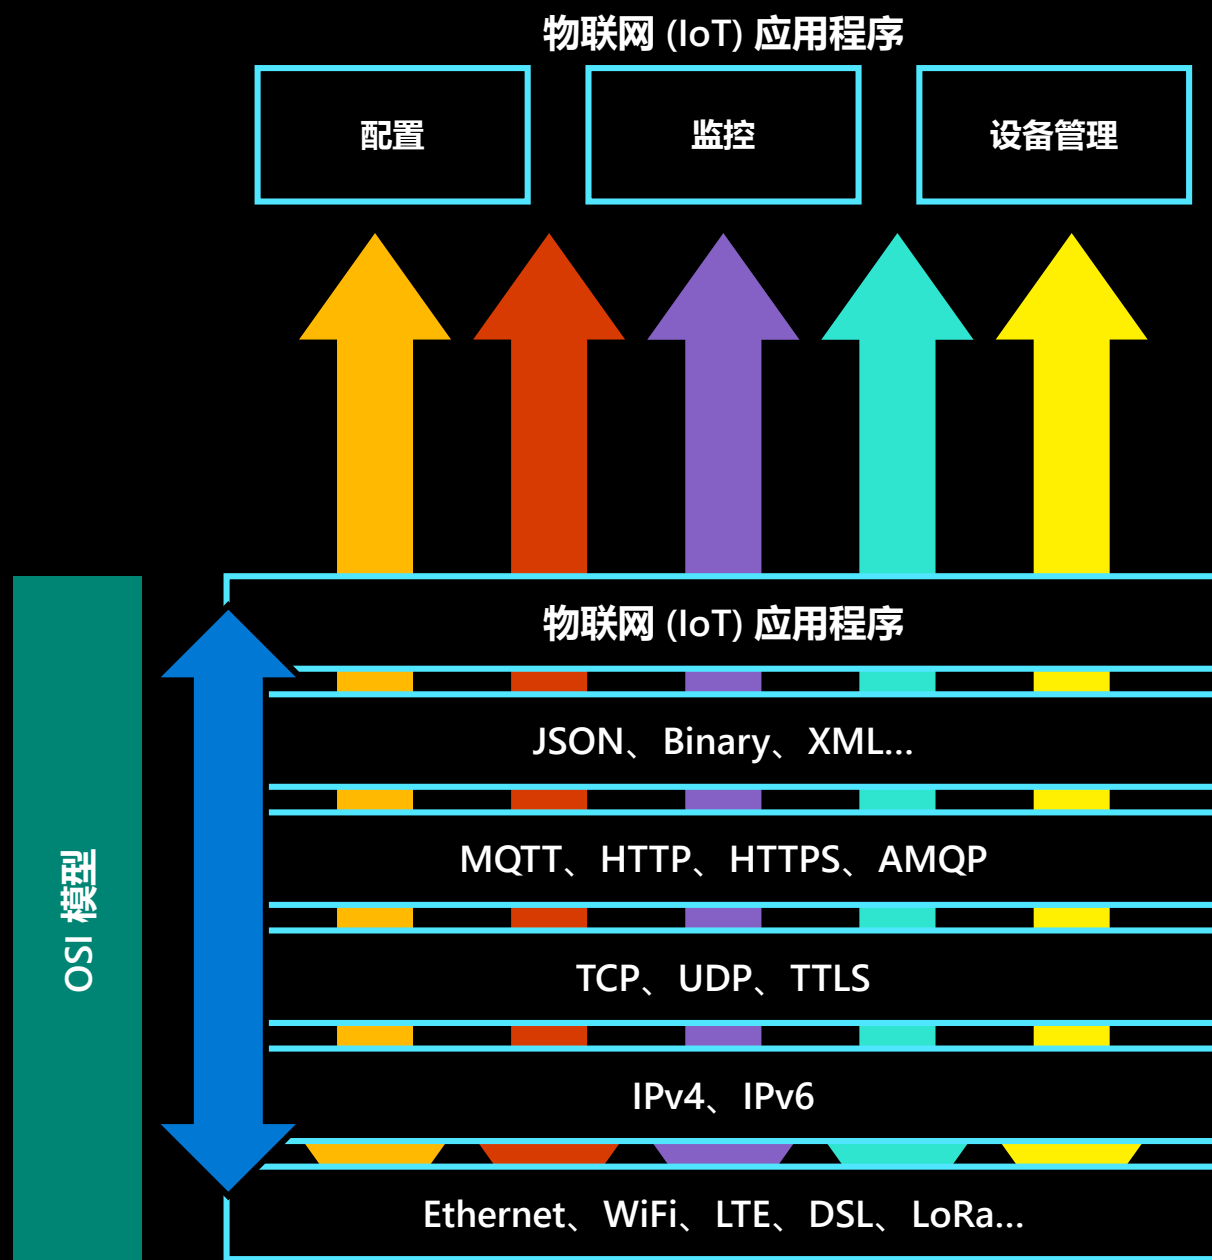 物联网 (IoT) 应用程序
配置
监控
设备管理
物联网 (IoT) 应用程序
JSON、Binary、XML...
MQTT、HTTP、HTTPS、AMQP
TCP、UDP、TTLS
IPv4、IPv6
Ethernet、WiFi、LTE、DSL、LoRa...
OSI 模型